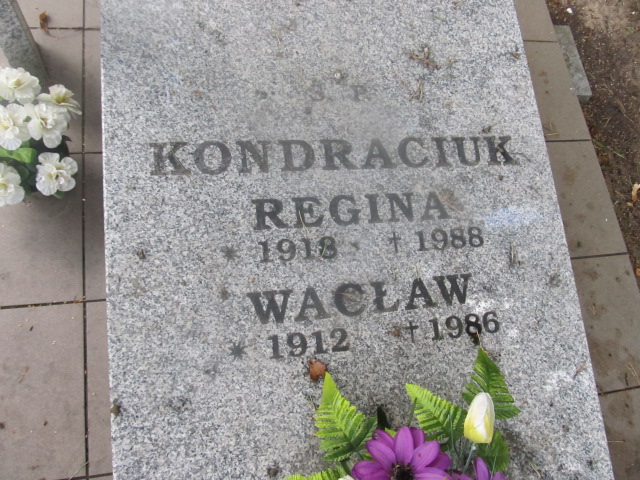 Ś P
KONDRACIUK
REGINA
* 1918 † 1988
WACŁAW
* 1912 † 1986